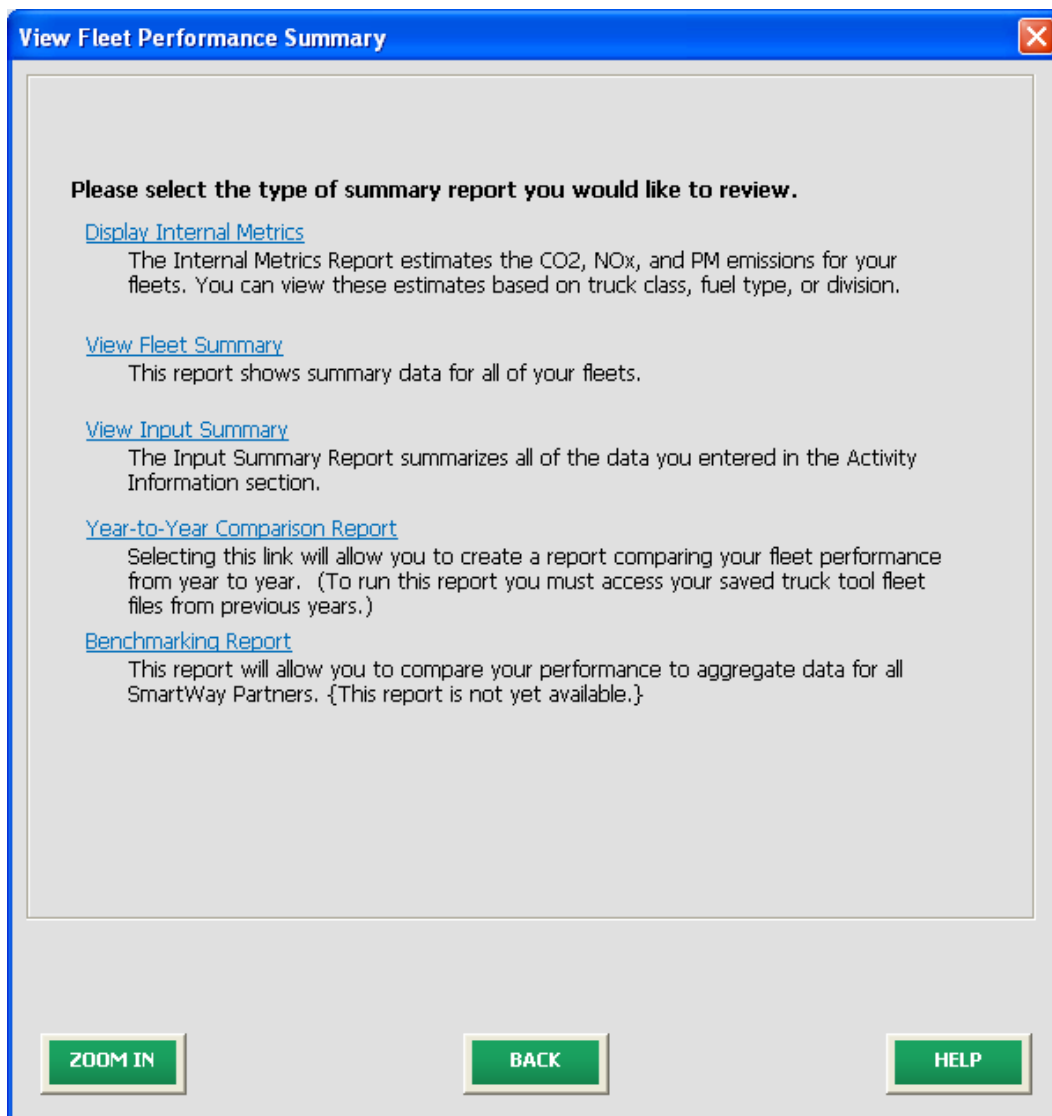 View Fleet Performance Summary
Please select the type of summary report you would like to review.
Display Internal Metrics
The Internal Metrics Report estimates the CO2, NOx, and PM emissions for your
fleets. You can view these estimates based on truck class, fuel type, or division.
View Fleet Summary
This report shows summary data for all of your fleets.
View Input Summary
The Input Summary Report summarizes all of the data you entered in the Activity
Information section.
Year-to-Year Comparison Report
Selecting this link will allow you to create a report comparing your fleet performance
from year to year.  (To run this report you must access your saved truck tool fleet
files from previous years.)
Benchmarking Report
This report will allow you to compare your performance to aggregate data for all
SmartWay Partners. {This report is not yet available.}
ZOOM IN
BACK
HELP